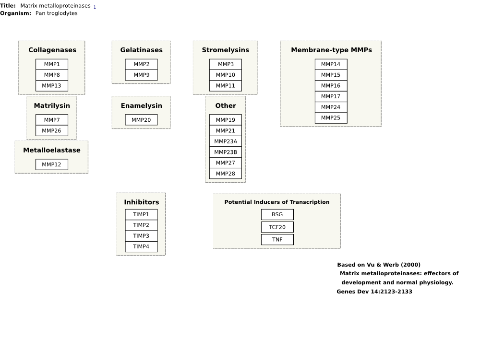 Title: Matrix metalloproteinases 1
Organism: Pan troglodytes
Collagenases
MMP1
MMP8
MMP13
Gelatinases
MMP2
MMP9
Stromelysins
MMP3
MMP10
MMP11
Membrane-type MMPs
MMP14
MMP15
MMP16
MMP17
MMP24
MMP25
Matrilysin
MMP7
MMP26
Enamelysin
MMP20
Other
MMP19
MMP21
MMP23A
MMP23B
MMP27
MMP28
Metalloelastase
MMP12
Inhibitors
TIMP1
TIMP2
TIMP3
TIMP4
Potential Inducers of Transcription
BSG
TCF20
TNF
Based on Vu & Werb (2000)
Matrix metalloproteinases: effectors of
development and normal physiology.
Genes Dev 14:2123-2133